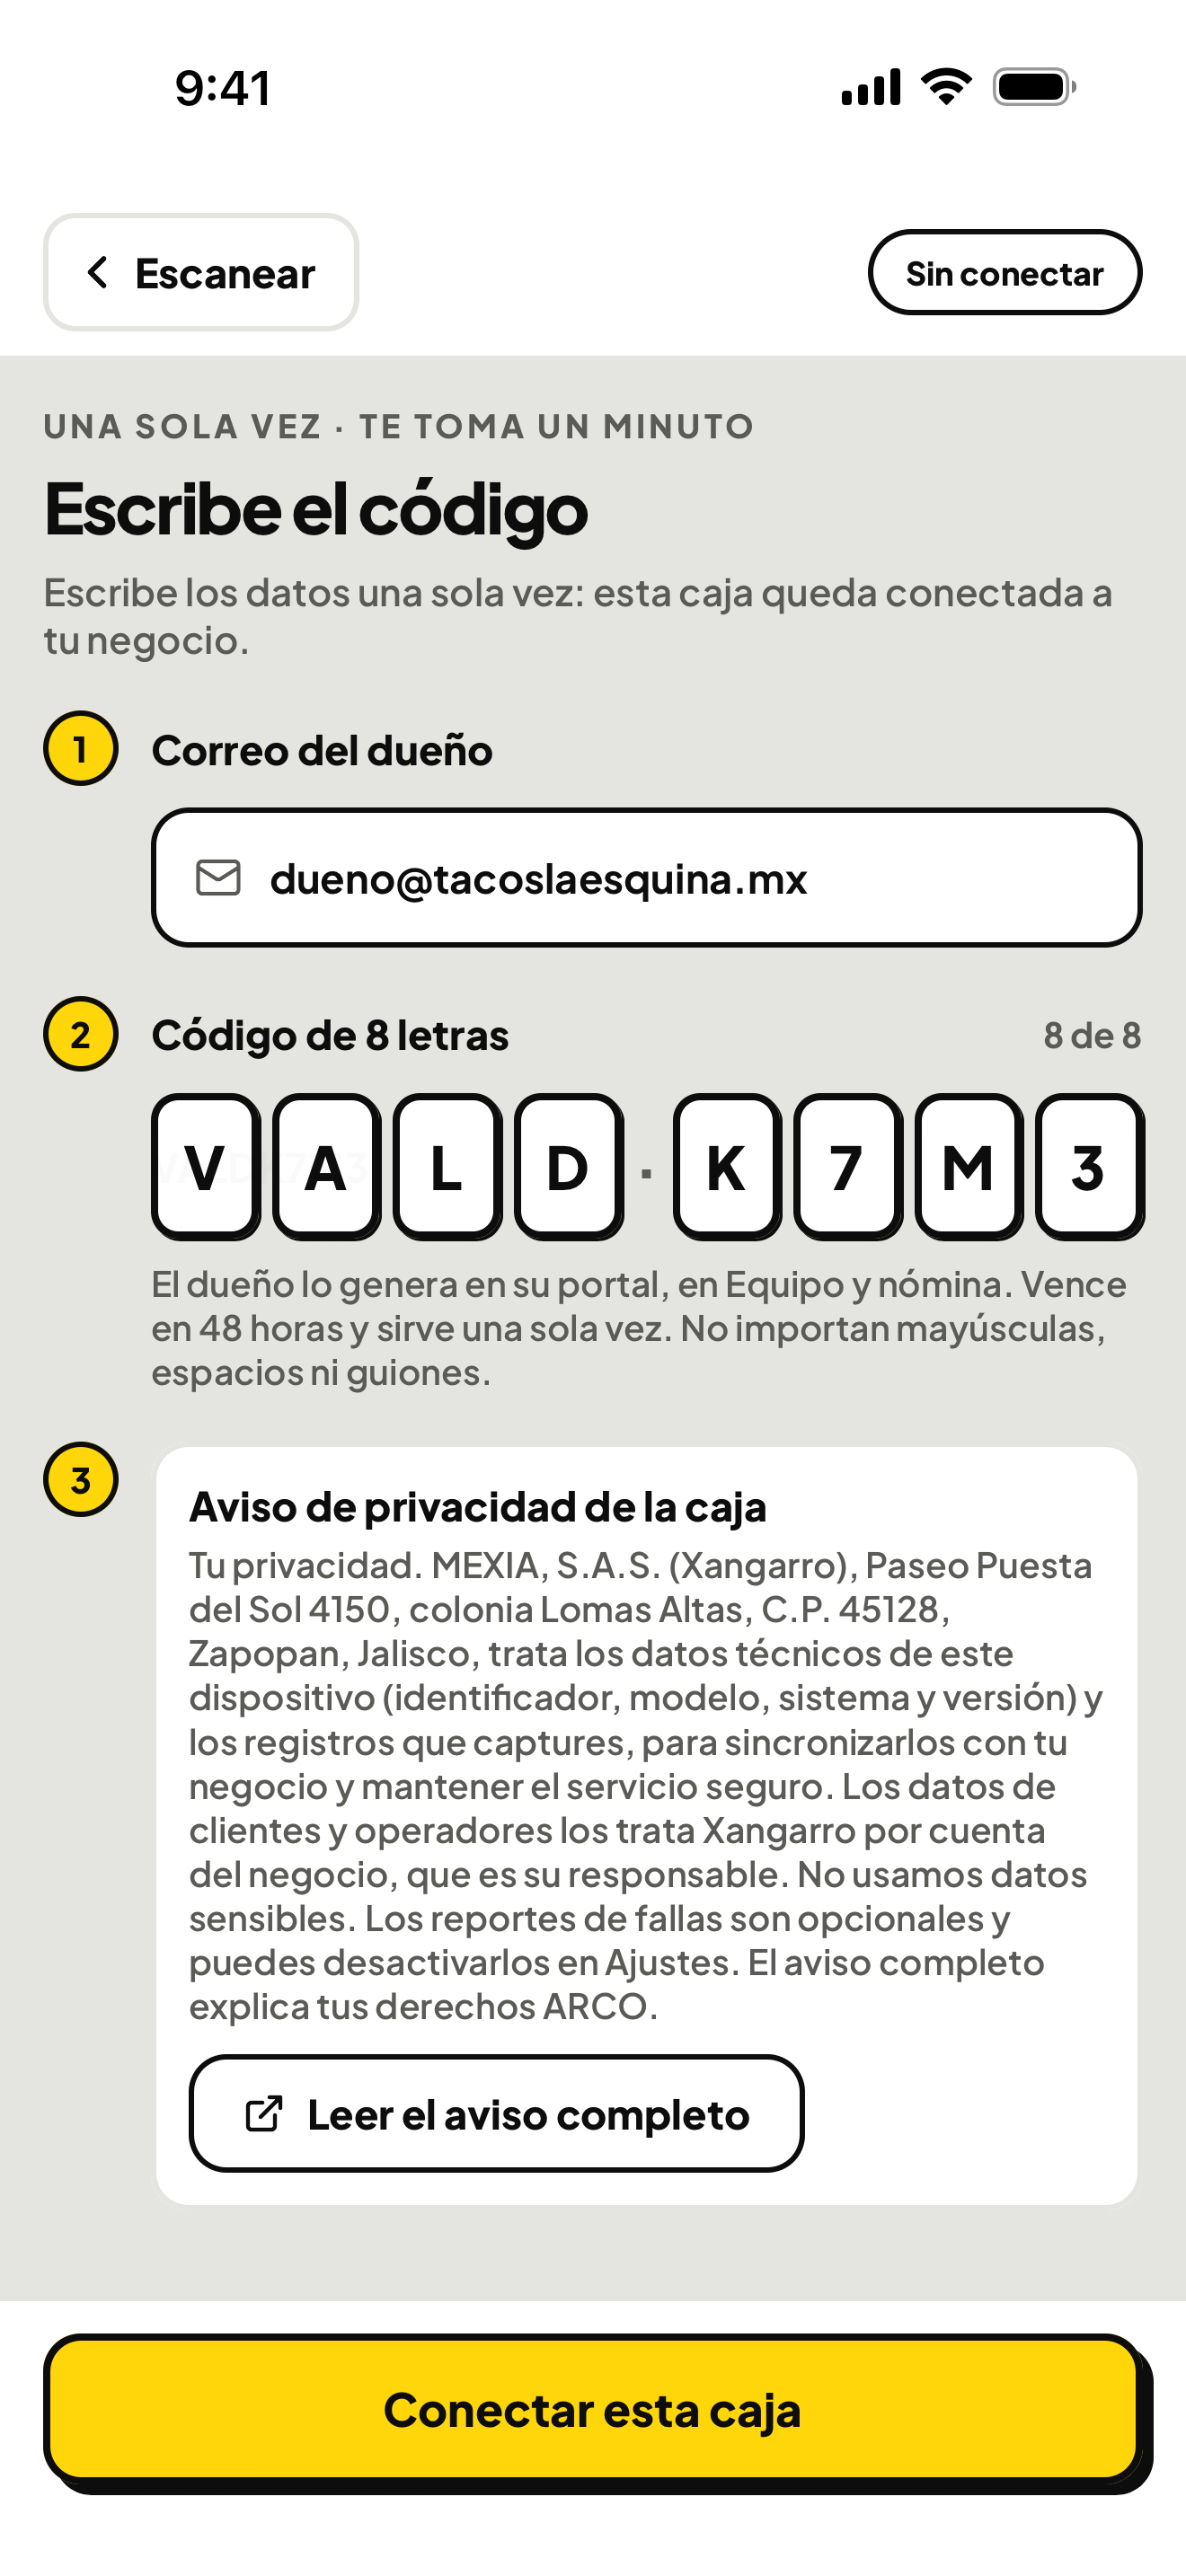 9:41
Escanear
Sin conectar
UNA SOLA VEZ · TE TOMA UN MINUTO
Escribe el código
Escribe los datos una sola vez: esta caja queda conectada a
tu negocio.
1 Correo del dueño
dueno@tacoslaesquina.mx
2 Código de 8 letras 8 de 8
V A L D · K 7 M 3
El dueño lo genera en su portal, en Equipo y nómina. Vence
en 48 horas y sirve una sola vez. No importan mayúsculas,
espacios ni guiones.
3 Aviso de privacidad de la caja
Tu privacidad. MEXIA, S.A.S. (Xangarro), Paseo Puesta
del Sol 4150, colonia Lomas Altas, C.P. 45128,
Zapopan, Jalisco, trata los datos técnicos de este
dispositivo (identificador, modelo, sistema y versión) y
los registros que captures, para sincronizarlos con tu
negocio y mantener el servicio seguro. Los datos de
clientes y operadores los trata Xangarro por cuenta
del negocio, que es su responsable. No usamos datos
sensibles. Los reportes de fallas son opcionales y
puedes desactivarlos en Ajustes. El aviso completo
explica tus derechos ARCO.
Leer el aviso completo
Conectar esta caja